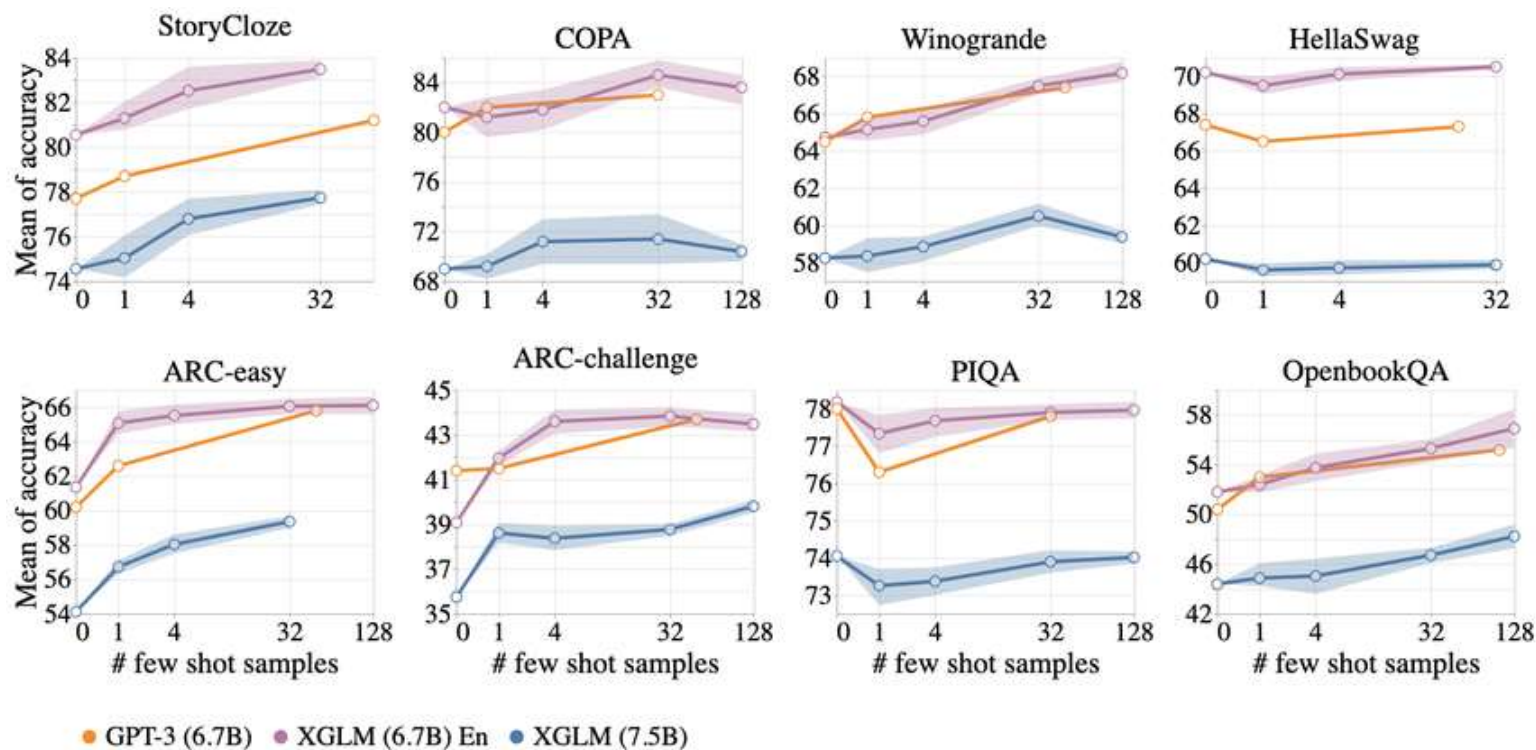 StoryCloze
COPA
Winogrande
HellaSwag
Mean of accuracy
84
82
80
78
76
74
0 1 4 32
84
80
76
72
68
0 1 4 32 128
68
66
64
62
60
58
0 1 4 32 128
70
68
66
64
62
60
0 1 4 32
ARC-easy
ARC-challenge
PIQA
OpenbookQA
Mean of accuracy
66
64
62
60
58
56
54
0 1 4 32 128
# few shot samples
45
43
41
39
37
35
0 1 4 32 128
# few shot samples
78
77
76
75
74
73
0 1 4 32 128
# few shot samples
58
54
50
46
42
0 1 4 32 128
# few shot samples
GPT-3 (6.7B) XGLM (6.7B) En XGLM (7.5B)